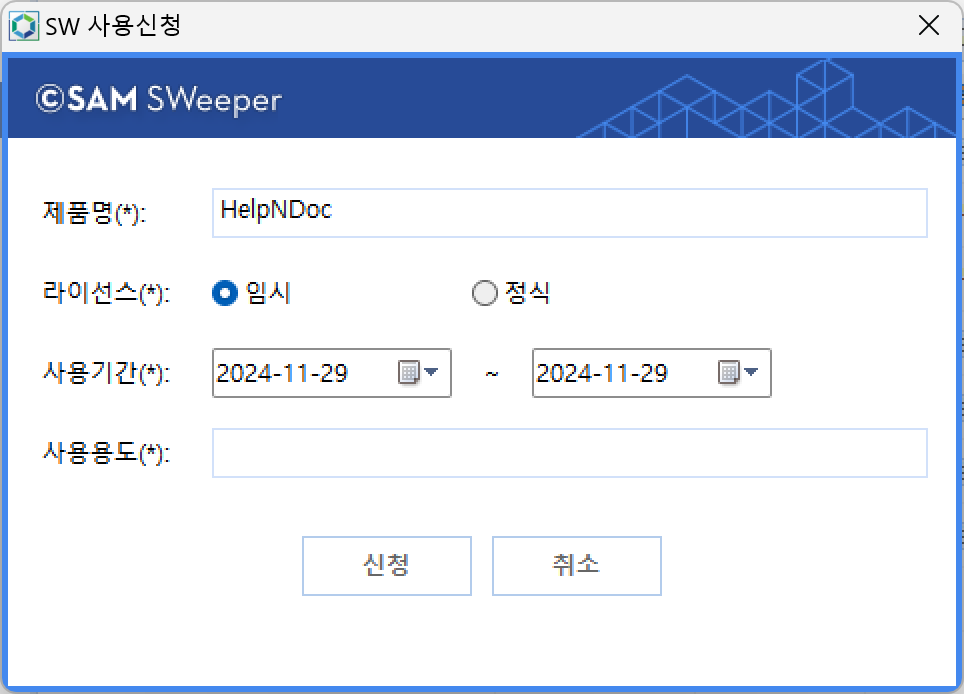 SW 사용신청
©SAM SWeeper
제품명(*): HelpNDoc
라이선스(*): 임시 정식
사용기간(*): 2024-11-29 ~ 2024-11-29
사용용도(*):
신청 취소